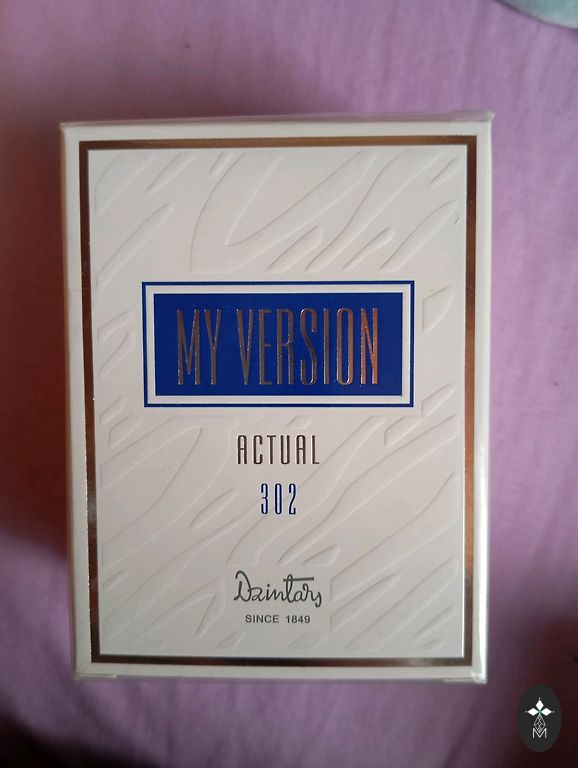 MY VERSION
ACTUAL
302
Dzintars
SINCE 1849
M